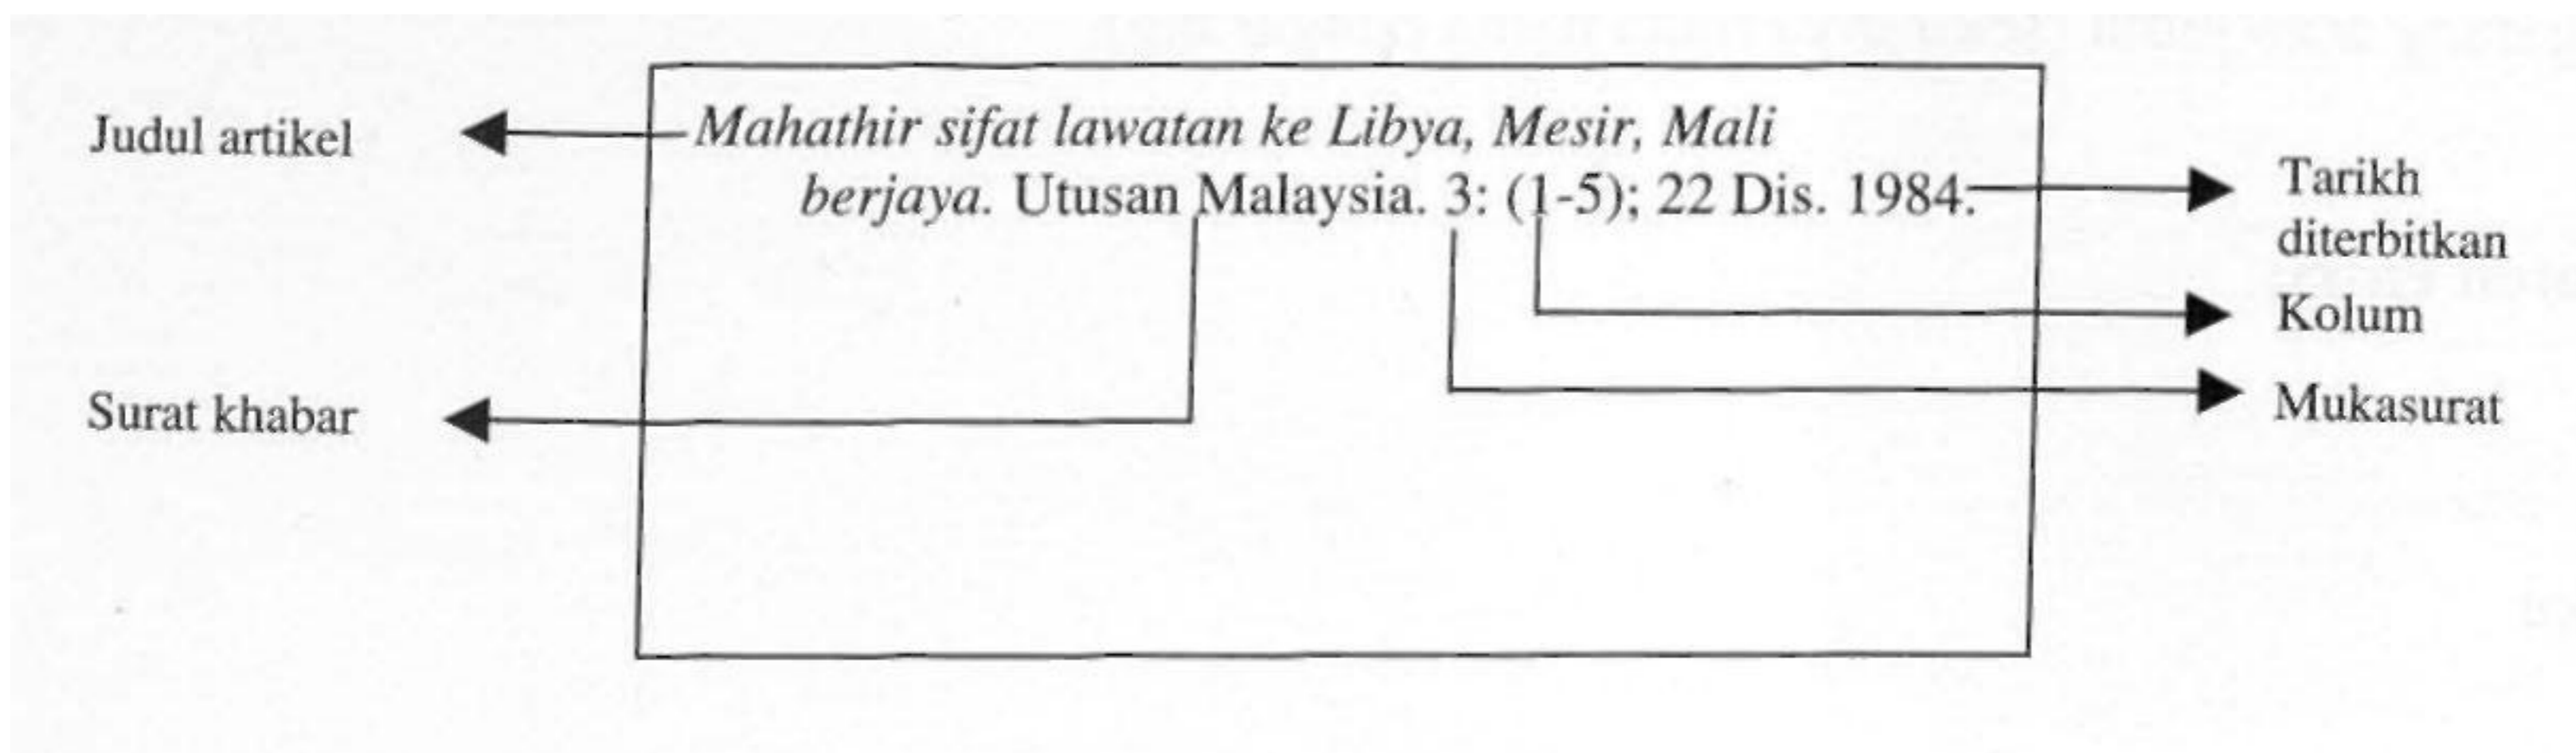 Judul artikel
Mahathir sifat lawatan ke Libya, Mesir, Mali
berjaya. Utusan Malaysia. 3: (1-5); 22 Dis. 1984.
Tarikh
diterbitkan
Kolum
Surat khabar
Mukasurat